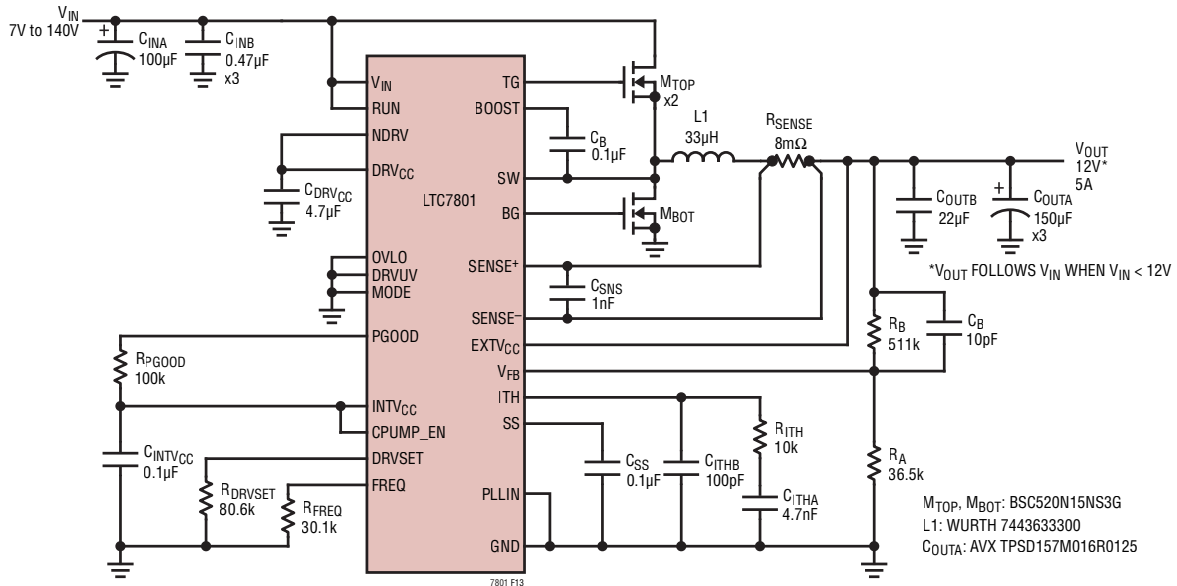 VIN
7V to 140V
CINA
100µF
CINB
0.47µF
x3
VIN
RUN
NDRV
DRVCC
CDRVCC
4.7µF
OVLO
DRVUV
MODE
PGOOD
RPGOOD
100k
INTVCC
CPUMP_EN
CINTVCC
0.1µF
DRVSET
FREQ
RDRVSET
80.6k
RFREQ
30.1k
LTC7801
TG
BOOST
SW
BG
SENSE+
SENSE–
EXTVCC
VFB
ITH
SS
PLLIN
GND
MTOP
x2
CB
0.1µF
MBOT
L1
33µH
RSENSE
8mΩ
CSNS
1nF
VOUT
12V*
5A
COUTB
22µF
COUTA
150µF
x3
*VOUT FOLLOWS VIN WHEN VIN < 12V
RB
511k
CB
10pF
RITH
10k
CSS
0.1µF
CITHB
100pF
CITHA
4.7nF
RA
36.5k
MTOP, MBOT: BSC520N15NS3G
L1: WURTH 7443633300
COUTA: AVX TPSD157M016R0125
7801 F13